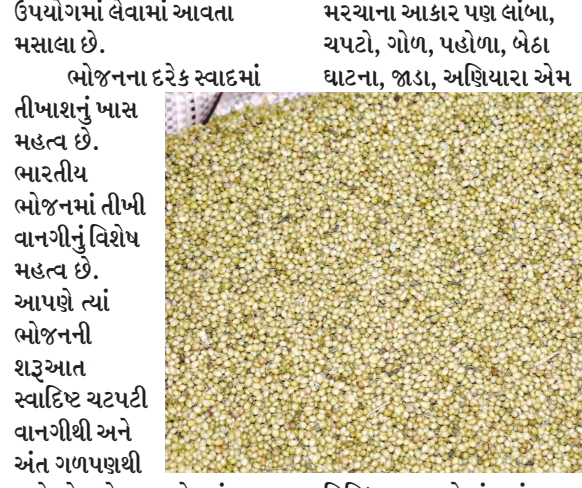 ઉપયોગમાં લેવામાં આવતા
મસાલા છે.
ભોજનના દરેક સ્વાદમાં
તીખાશનું ખાસ
મહત્વ છે.
ભારતીય
ભોજનમાં તીખી
વાનગીનું વિશેષ
મહત્વ છે.
આપણે ત્યાં
ભોજનની
શરૂઆત
સ્વાદિષ્ટ ચટપટી
વાનગીથી અને
અંત ગળપણથી
મરચાના આકાર પણ લાંબા,
ચપટો, ગોળ, પહોળા, બેઠા
ઘાટના, જાડા, અણિયારા એમ